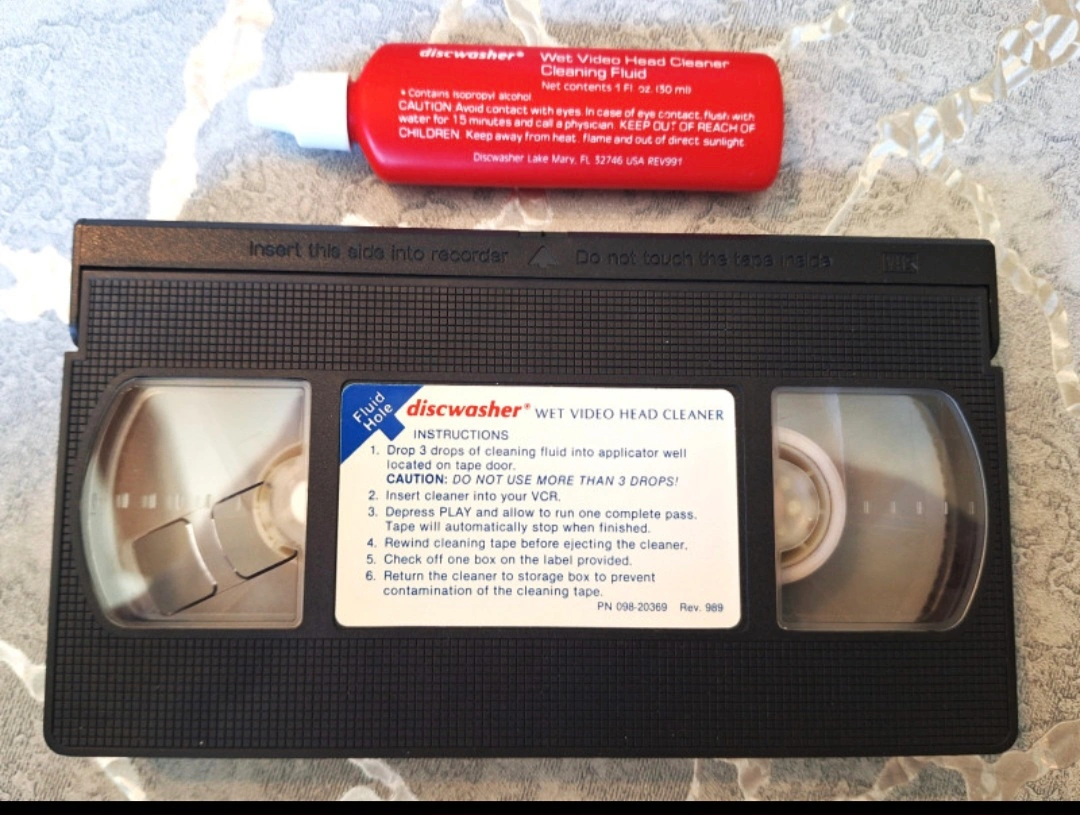 discwasher®
Wet Video Head Cleaner
Cleaning Fluid
Net contents 1 Fl. oz. (30 ml)
• Contains isopropyl alcohol
CAUTION: Avoid contact with eyes. In case of eye contact, flush with
water for 15 minutes and call a physician. KEEP OUT OF REACH OF
CHILDREN. Keep away from heat, flame and out of direct sunlight.
Discwasher Lake Mary, FL 32746 USA REV991
Insert this side into recorder
Do not touch the tape inside
VHS
Fluid
Hole
discwasher® WET VIDEO HEAD CLEANER
INSTRUCTIONS
1. Drop 3 drops of cleaning fluid into applicator well
located on tape door.
CAUTION: DO NOT USE MORE THAN 3 DROPS!
2. Insert cleaner into your VCR.
3. Depress PLAY and allow to run one complete pass.
Tape will automatically stop when finished.
4. Rewind cleaning tape before ejecting the cleaner.
5. Check off one box on the label provided.
6. Return the cleaner to storage box to prevent
contamination of the cleaning tape.
PN 098-20369 Rev. 989